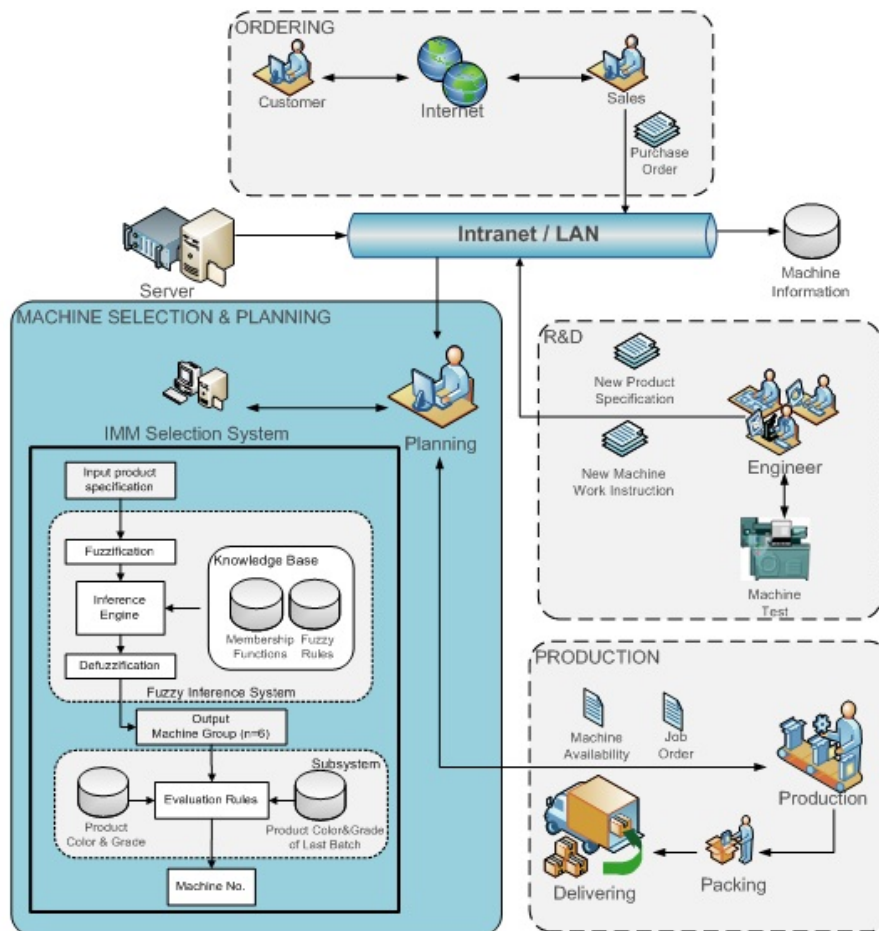 ORDERING
Customer
Internet
Sales
Purchase
Order
Intranet / LAN
Server
Machine
Information
MACHINE SELECTION & PLANNING
IMM Selection System
Planning
Input product
specification
Fuzzification
Inference
Engine
Defuzzification
Knowledge Base
Membership
Functions
Fuzzy
Rules
Fuzzy Inference System
Output
Machine Group (n=6)
Subsystem
Evaluation Rules
Product
Color & Grade
Product Color&Grade
of Last Batch
Machine No.
R&D
New Product
Specification
New Machine
Work Instruction
Engineer
Machine
Test
PRODUCTION
Machine
Availability
Job
Order
Production
Delivering
Packing